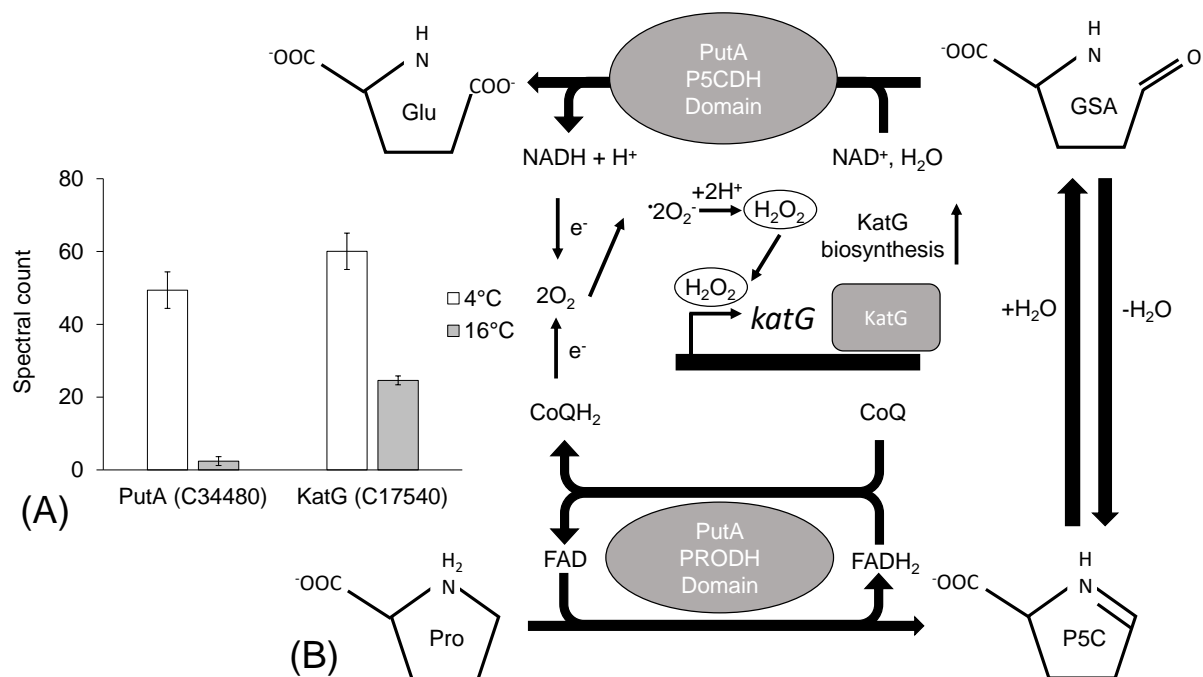 H
N
-OOC
COO-
Glu
PutA
P5CDH
Domain
H
N
-OOC
O
GSA
NADH + H+
NAD+, H2O
80
60
40
20
0
Spectral count
4°C
16°C
PutA (C34480)
KatG (C17540)
(A)
e-
2O2
e-
•2O2-
+2H+
H2O2
H2O2
KatG
biosynthesis
katG
KatG
+H2O
-H2O
CoQH2
CoQ
FAD
PutA
PRODH
Domain
FADH2
H2
N
-OOC
Pro
(B)
H
N
-OOC
P5C